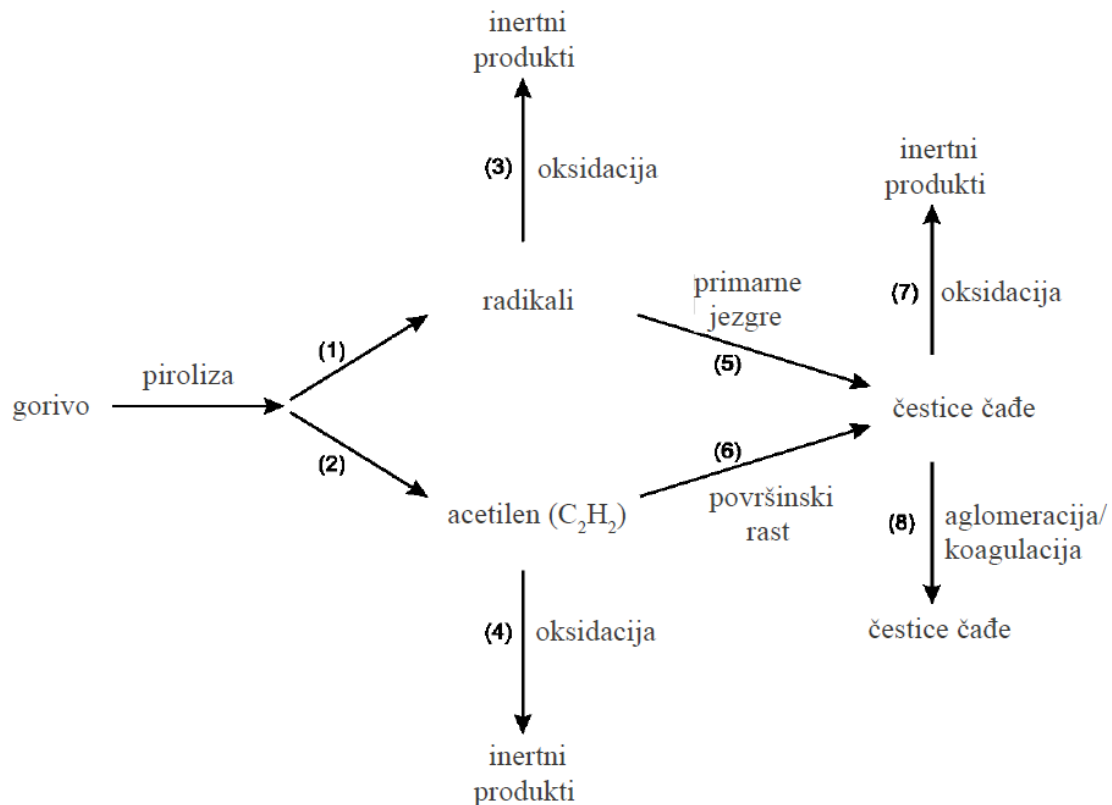 inertni
produkti
(3) oksidacija
inertni
produkti
radikali
primarne
jezgre
(7) oksidacija
(1)
(5)
piroliza
gorivo
čestice čađe
(2)
(6)
acetilen (C₂H₂)
površinski
rast
(8) aglomeracija/
koagulacija
(4) oksidacija
čestice čađe
inertni
produkti